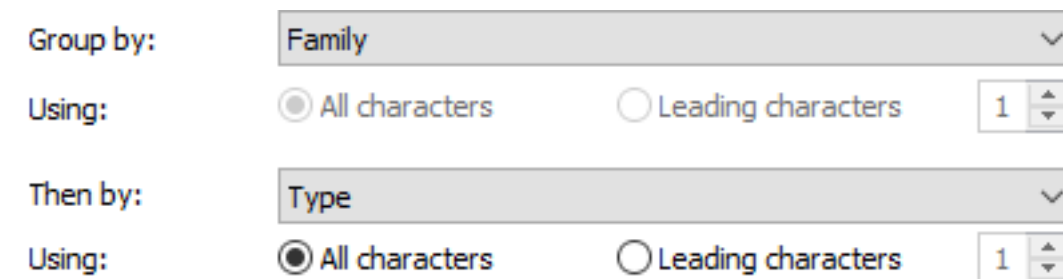 Group by: Family
Using: All characters Leading characters 1
Then by: Type
Using: All characters Leading characters 1